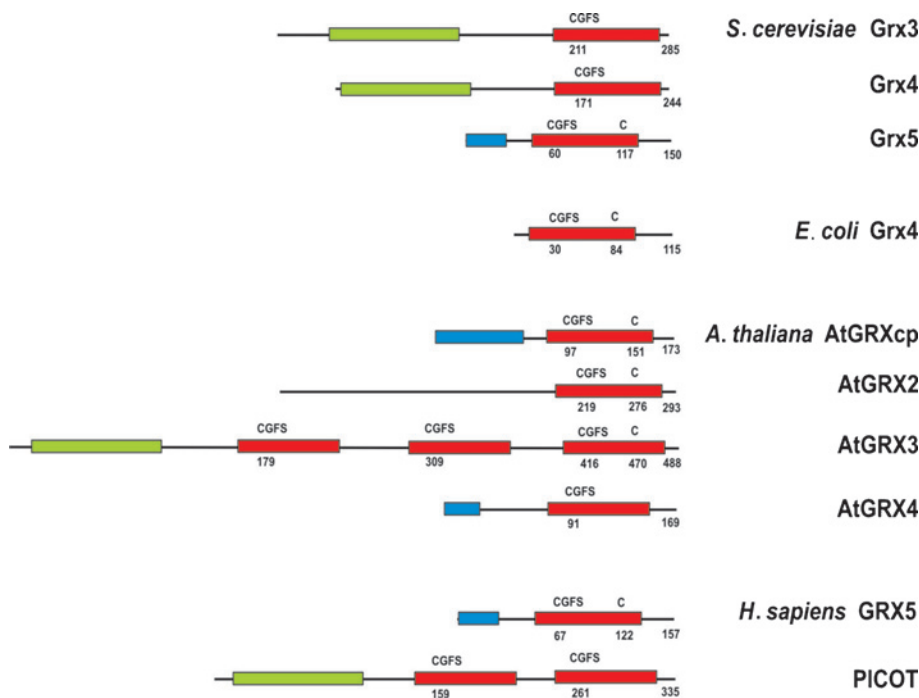 CGFS
S. cerevisiae Grx3
211 285
CGFS
Grx4
171 244
CGFS C
Grx5
60 117 150
CGFS C
E. coli Grx4
30 84 115
CGFS C
A. thaliana AtGRXcp
97 151 173
CGFS C
AtGRX2
219 276 293
CGFS CGFS CGFS C
AtGRX3
179 309 416 470 488
CGFS
AtGRX4
91 169
CGFS C
H. sapiens GRX5
67 122 157
CGFS CGFS
PICOT
159 261 335